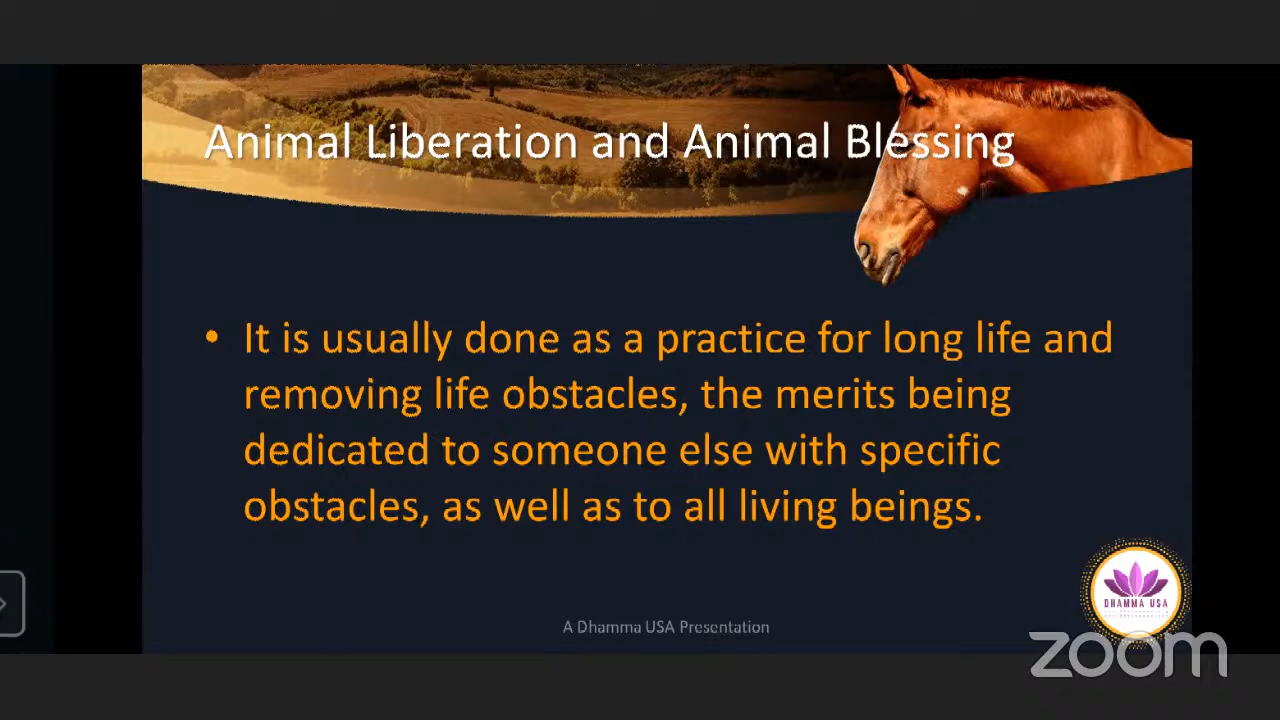 Animal Liberation and Animal Blessing
• It is usually done as a practice for long life and
removing life obstacles, the merits being
dedicated to someone else with specific
obstacles, as well as to all living beings.
DHAMMA USA
A Dhamma USA Presentation
zoom